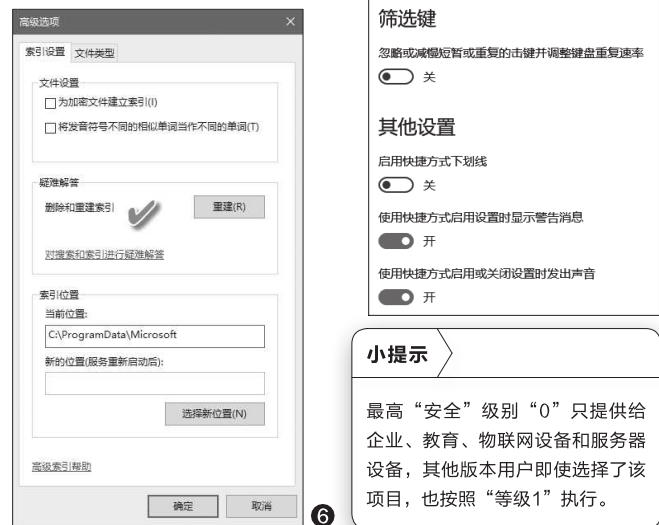 高级选项
索引设置 文件类型
文件设置
为加密文件建立索引(I)
将发音符号不同的相似单词当作不同的单词(T)
疑难解答
删除和重建索引 重建(R)
对搜索和索引进行疑难解答
索引位置
当前位置:
C:\ProgramData\Microsoft
新的位置(服务重新启动后):
选择新位置(N)
高级索引帮助
确定 取消
6
筛选键
忽略或减慢短暂或重复的击键并调整键盘重复速率
关
其他设置
启用快捷方式下划线
关
使用快捷方式启用设置时显示警告消息
开
使用快捷方式启用或关闭设置时发出声音
开
小提示
最高“安全”级别“0”只提供给
企业、教育、物联网设备和服务器
设备，其他版本用户即使选择了该
项目，也按照“等级1”执行。